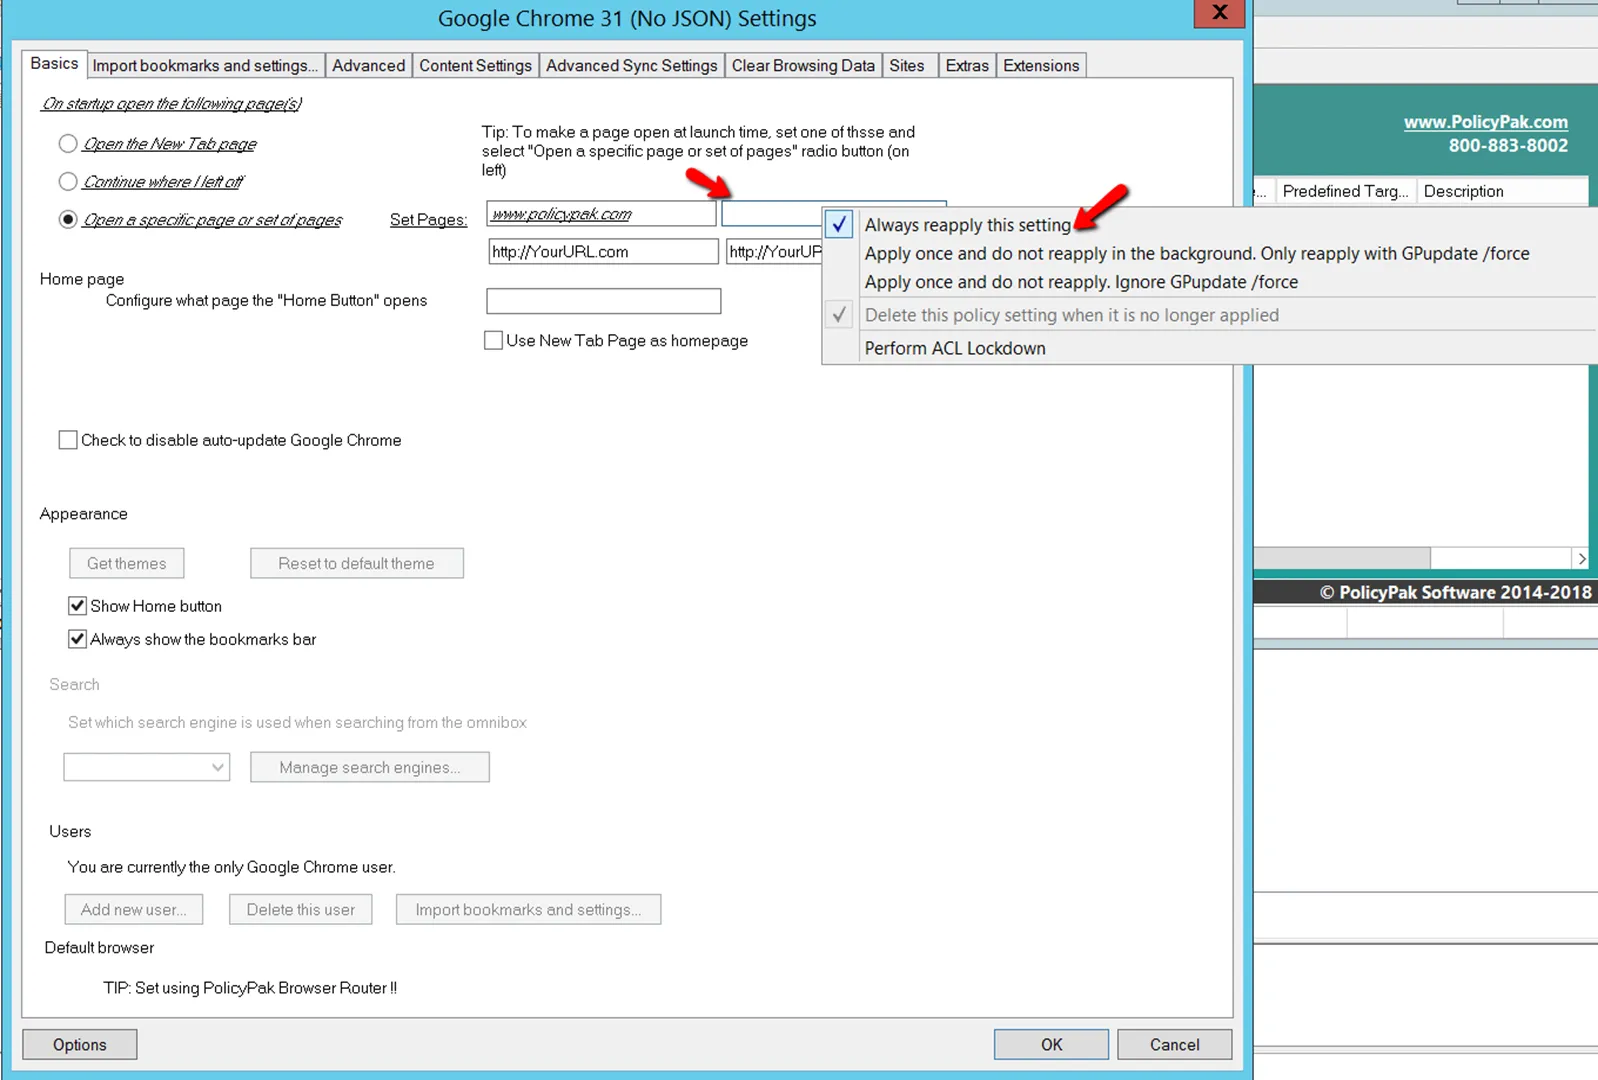 Google Chrome 31 (No JSON) Settings
X
Basics
Import bookmarks and settings...
Advanced
Content Settings
Advanced Sync Settings
Clear Browsing Data
Sites
Extras
Extensions
On startup open the following page(s)
Open the New Tab page
Continue where I left off
Open a specific page or set of pages
Tip: To make a page open at launch time, set one of thsse and
select "Open a specific page or set of pages" radio button (on
left)
Set Pages:
www.policypak.com
http://YourURL.com
http://YourUR
Always reapply this setting
Apply once and do not reapply in the background. Only reapply with GPupdate /force
Apply once and do not reapply. Ignore GPupdate /force
Delete this policy setting when it is no longer applied
Perform ACL Lockdown
Home page
Configure what page the "Home Button" opens
Use New Tab Page as homepage
Check to disable auto-update Google Chrome
Appearance
Get themes
Reset to default theme
Show Home button
Always show the bookmarks bar
Search
Set which search engine is used when searching from the omnibox
Manage search engines...
Users
You are currently the only Google Chrome user.
Add new user...
Delete this user
Import bookmarks and settings...
Default browser
TIP: Set using PolicyPak Browser Router !!
Options
OK
Cancel
www.PolicyPak.com
800-883-8002
Predefined Targ...
Description
© PolicyPak Software 2014-2018